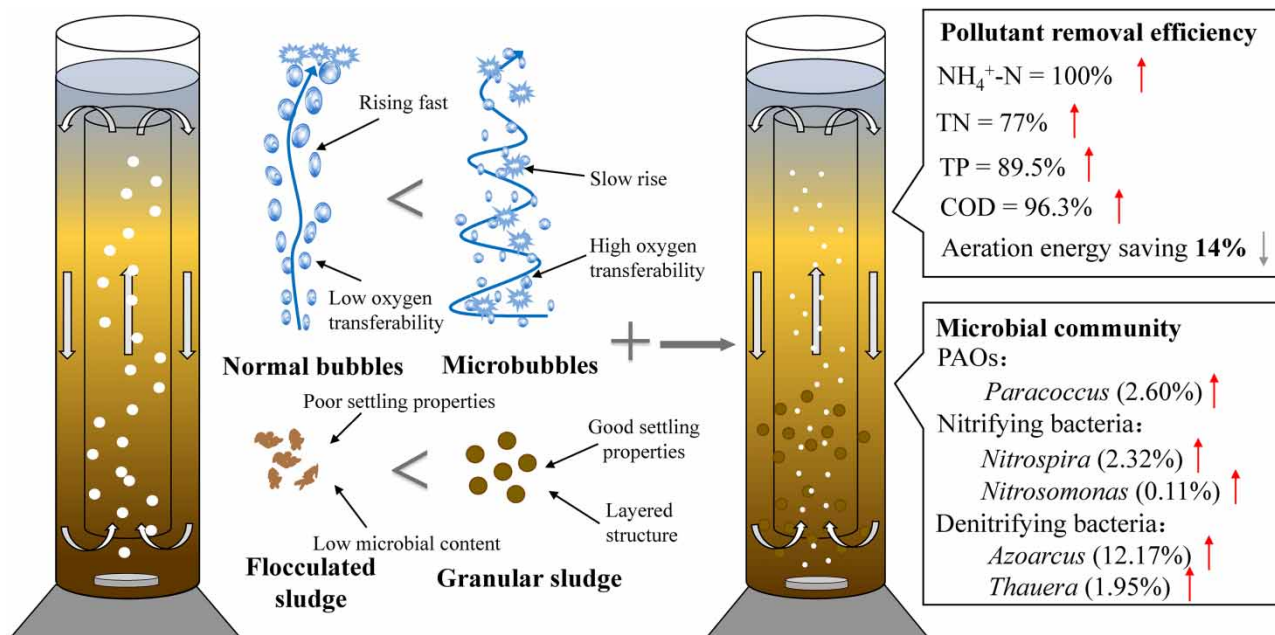 Rising fast
Low oxygen
transferability
Normal bubbles
<
Slow rise
High oxygen
transferability
Microbubbles
+
Poor settling properties
Low microbial content
Flocculated
sludge
<
Good settling
properties
Layered
structure
Granular sludge
Pollutant removal efficiency
NH₄⁺-N = 100% ↑
TN = 77% ↑
TP = 89.5% ↑
COD = 96.3% ↑
Aeration energy saving 14% ↓
Microbial community
PAOs：
Paracoccus (2.60%) ↑
Nitrifying bacteria：
Nitrospira (2.32%) ↑
Nitrosomonas (0.11%) ↑
Denitrifying bacteria：
Azoarcus (12.17%) ↑
Thauera (1.95%) ↑